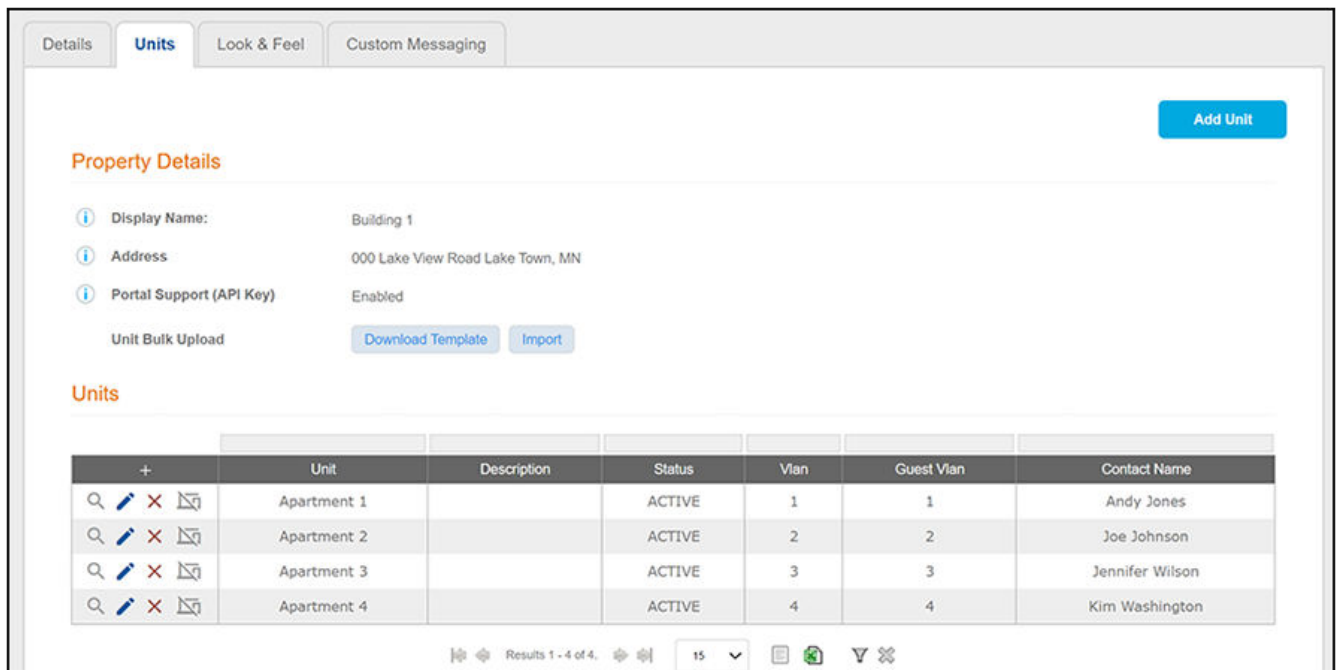 Details Units Look & Feel Custom Messaging
Add Unit
Property Details
Display Name: Building 1
Address 000 Lake View Road Lake Town, MN
Portal Support (API Key) Enabled
Unit Bulk Upload Download Template Import
Units
+ Unit Description Status Vlan Guest Vlan Contact Name
Apartment 1 ACTIVE 1 1 Andy Jones
Apartment 2 ACTIVE 2 2 Joe Johnson
Apartment 3 ACTIVE 3 3 Jennifer Wilson
Apartment 4 ACTIVE 4 4 Kim Washington
Results 1 - 4 of 4. 15